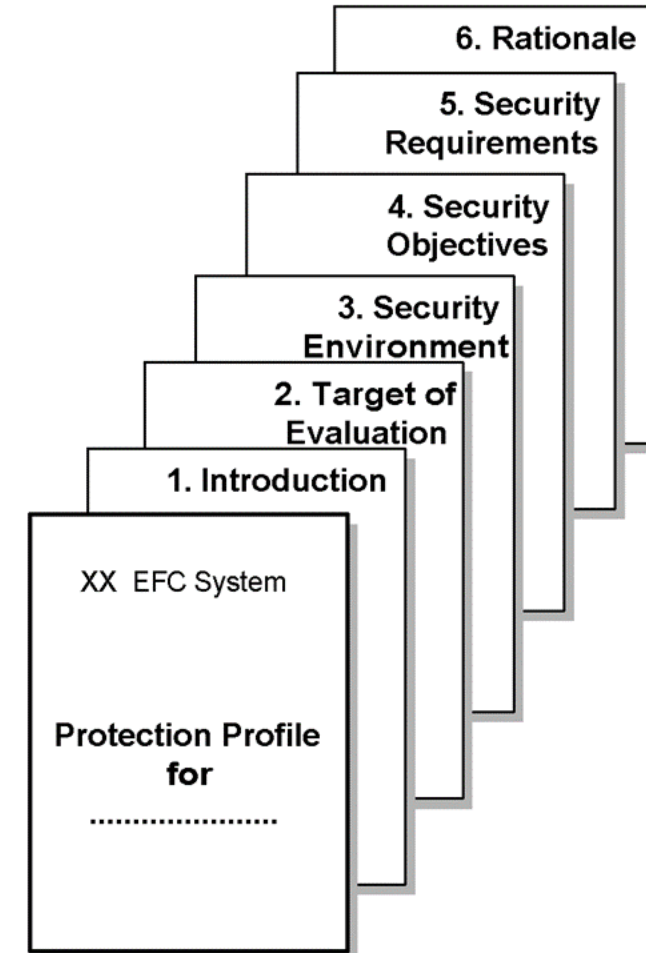 6. Rationale
5. Security
Requirements
4. Security
Objectives
3. Security
Environment
2. Target of
Evaluation
1. Introduction
XX EFC System
Protection Profile
for
......................